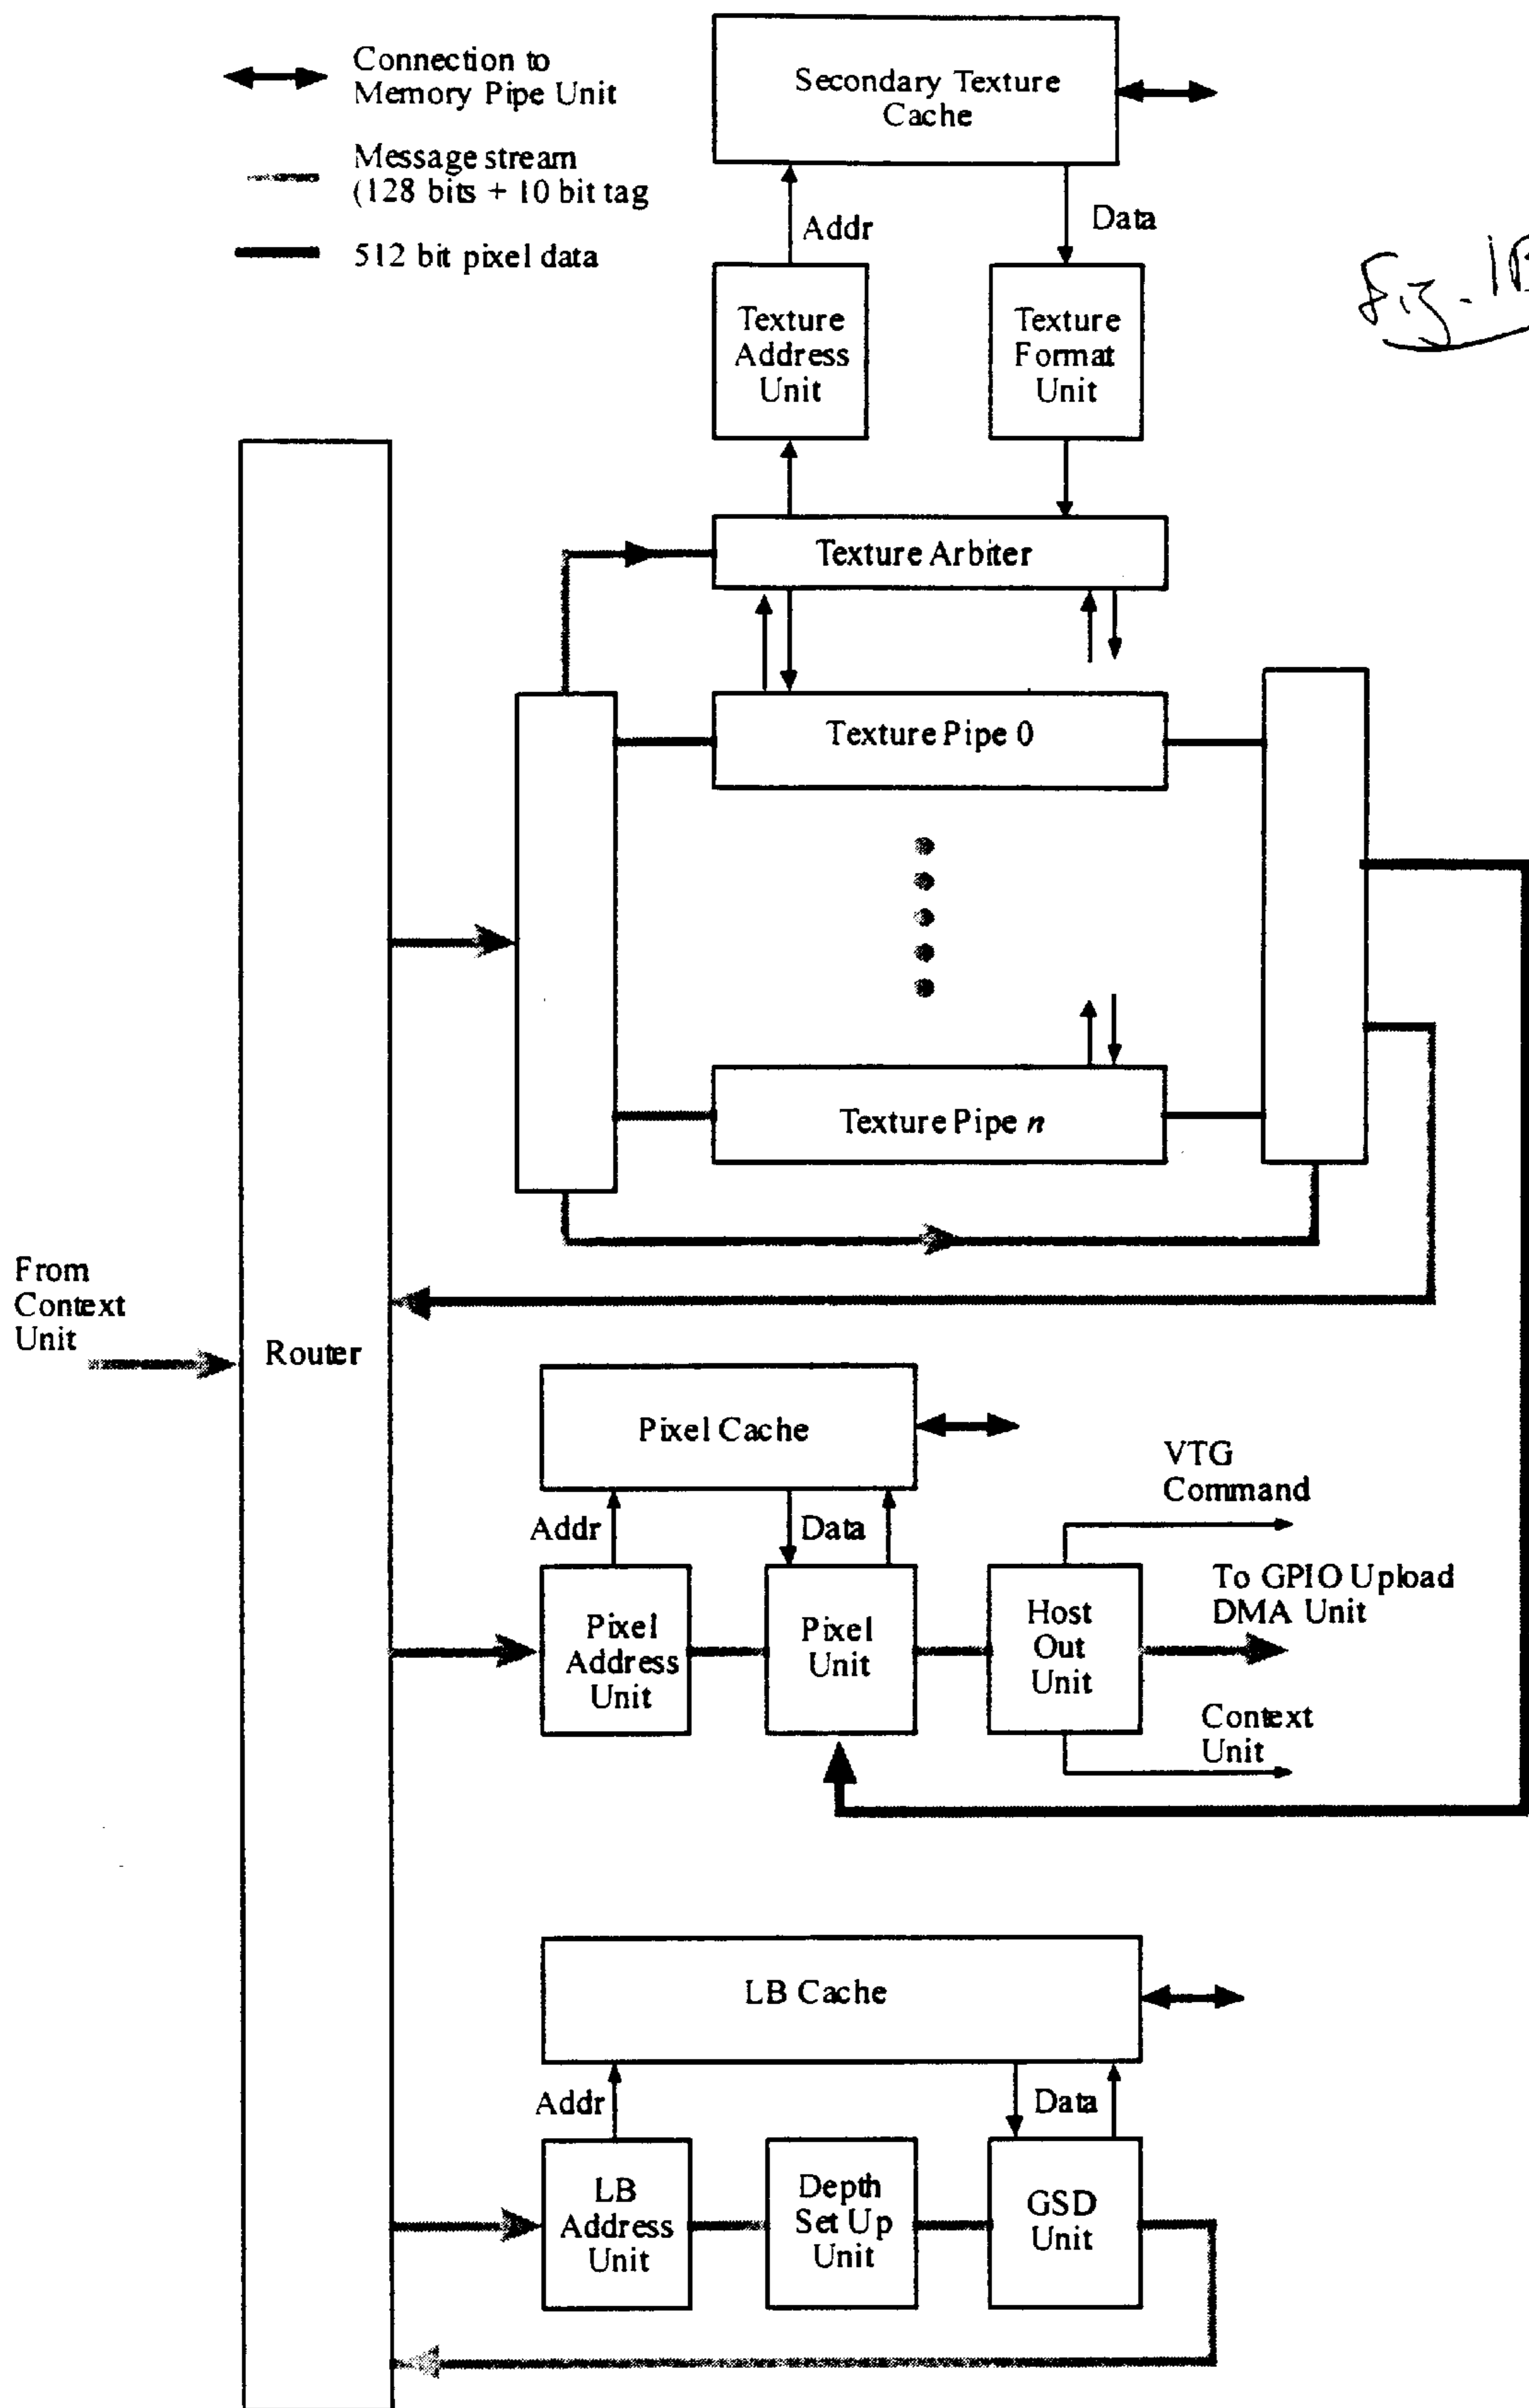 Connection to
Memory Pipe Unit
Message stream
(128 bits + 10 bit tag
512 bit pixel data
Secondary Texture
Cache
Addr
Data
Fig. 1B
Texture
Address
Unit
Texture
Format
Unit
Texture Arbiter
Texture Pipe 0
Texture Pipe n
From
Context
Unit
Router
Pixel Cache
Addr
Data
VTG
Command
Pixel
Address
Unit
Pixel
Unit
Host
Out
Unit
To GPIO Upload
DMA Unit
Context
Unit
LB Cache
Addr
Data
LB
Address
Unit
Depth
Set Up
Unit
GSD
Unit